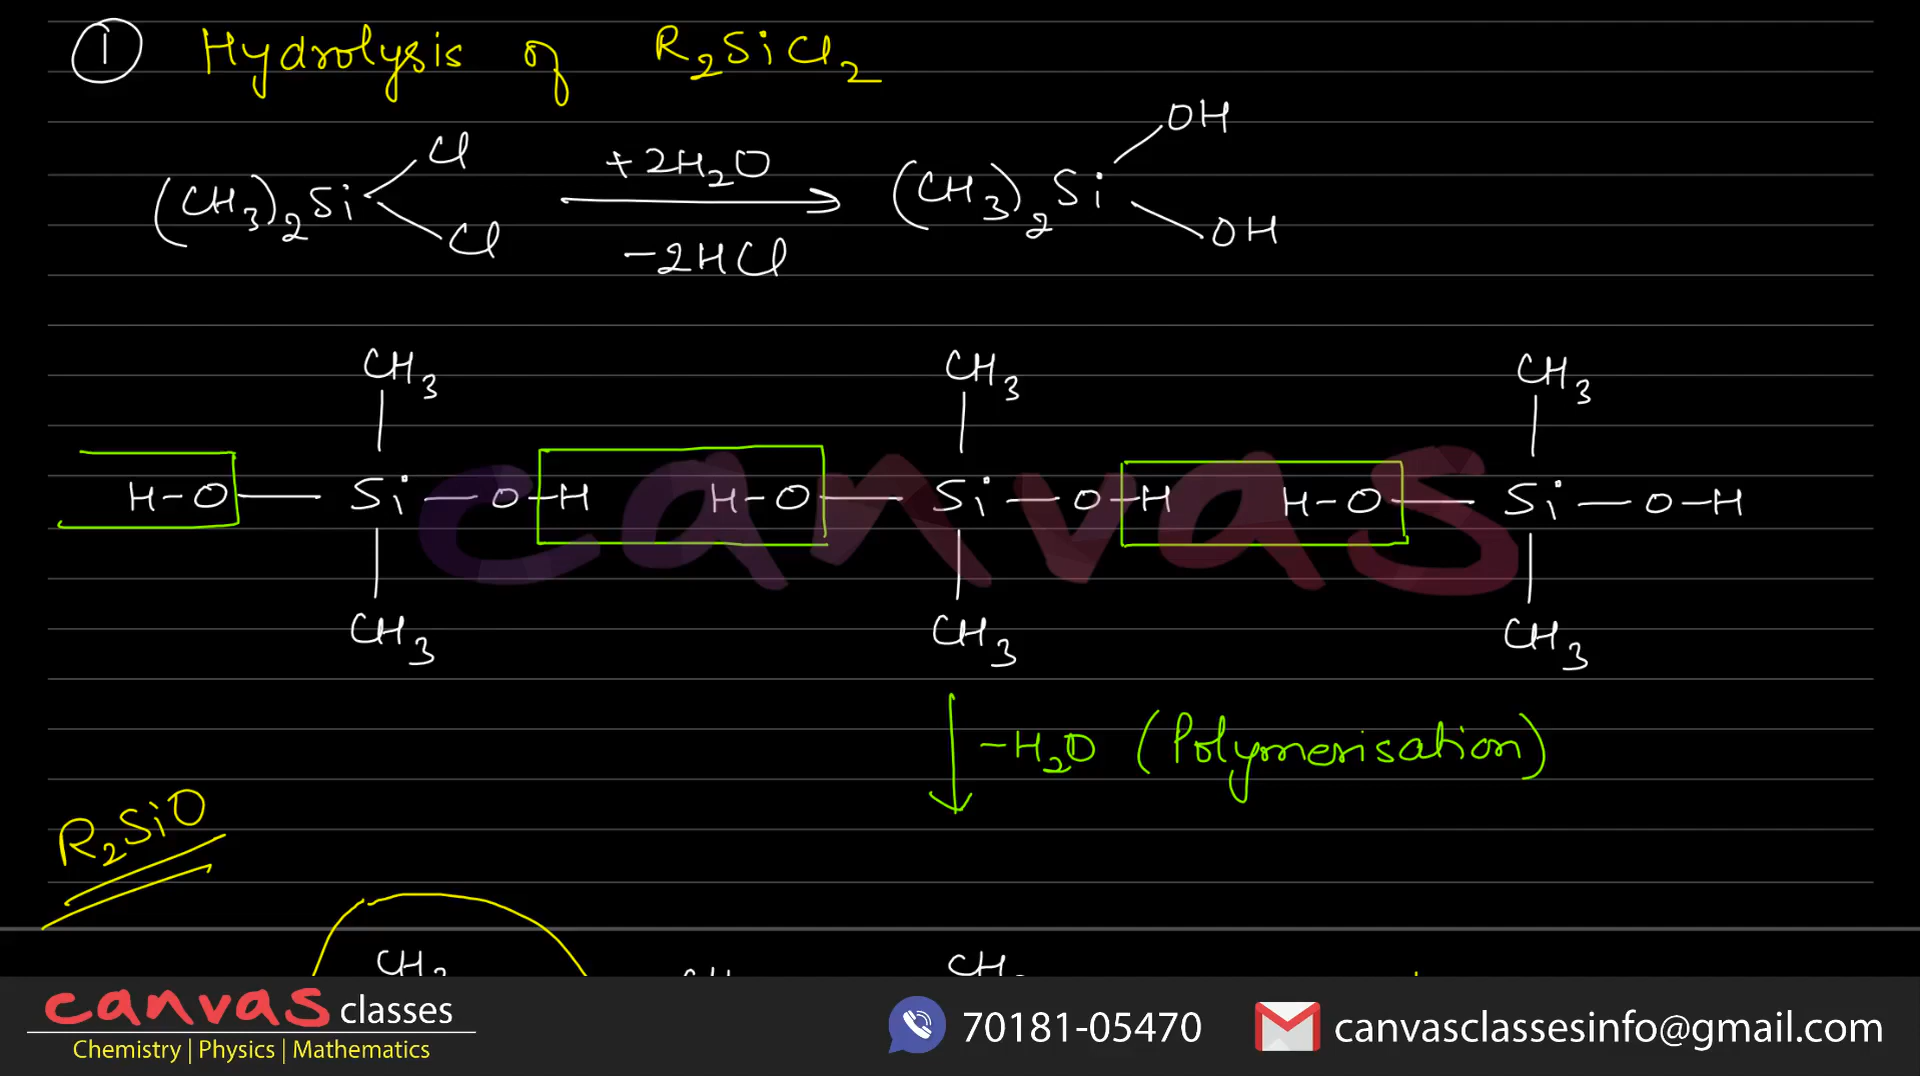 ① Hydrolysis of R₂SiCl₂
Cl
(CH₃)₂Si
Cl
+2H₂O
-2HCl
OH
(CH₃)₂Si
OH
CH₃ CH₃ CH₃
H-O—Si—O-H H-O—Si—O-H H-O—Si—O-H
CH₃ CH₃ CH₃
canvas
-H₂O (Polymerisation)
R₂SiO
canvas classes
Chemistry | Physics | Mathematics
70181-05470
canvasclassesinfo@gmail.com